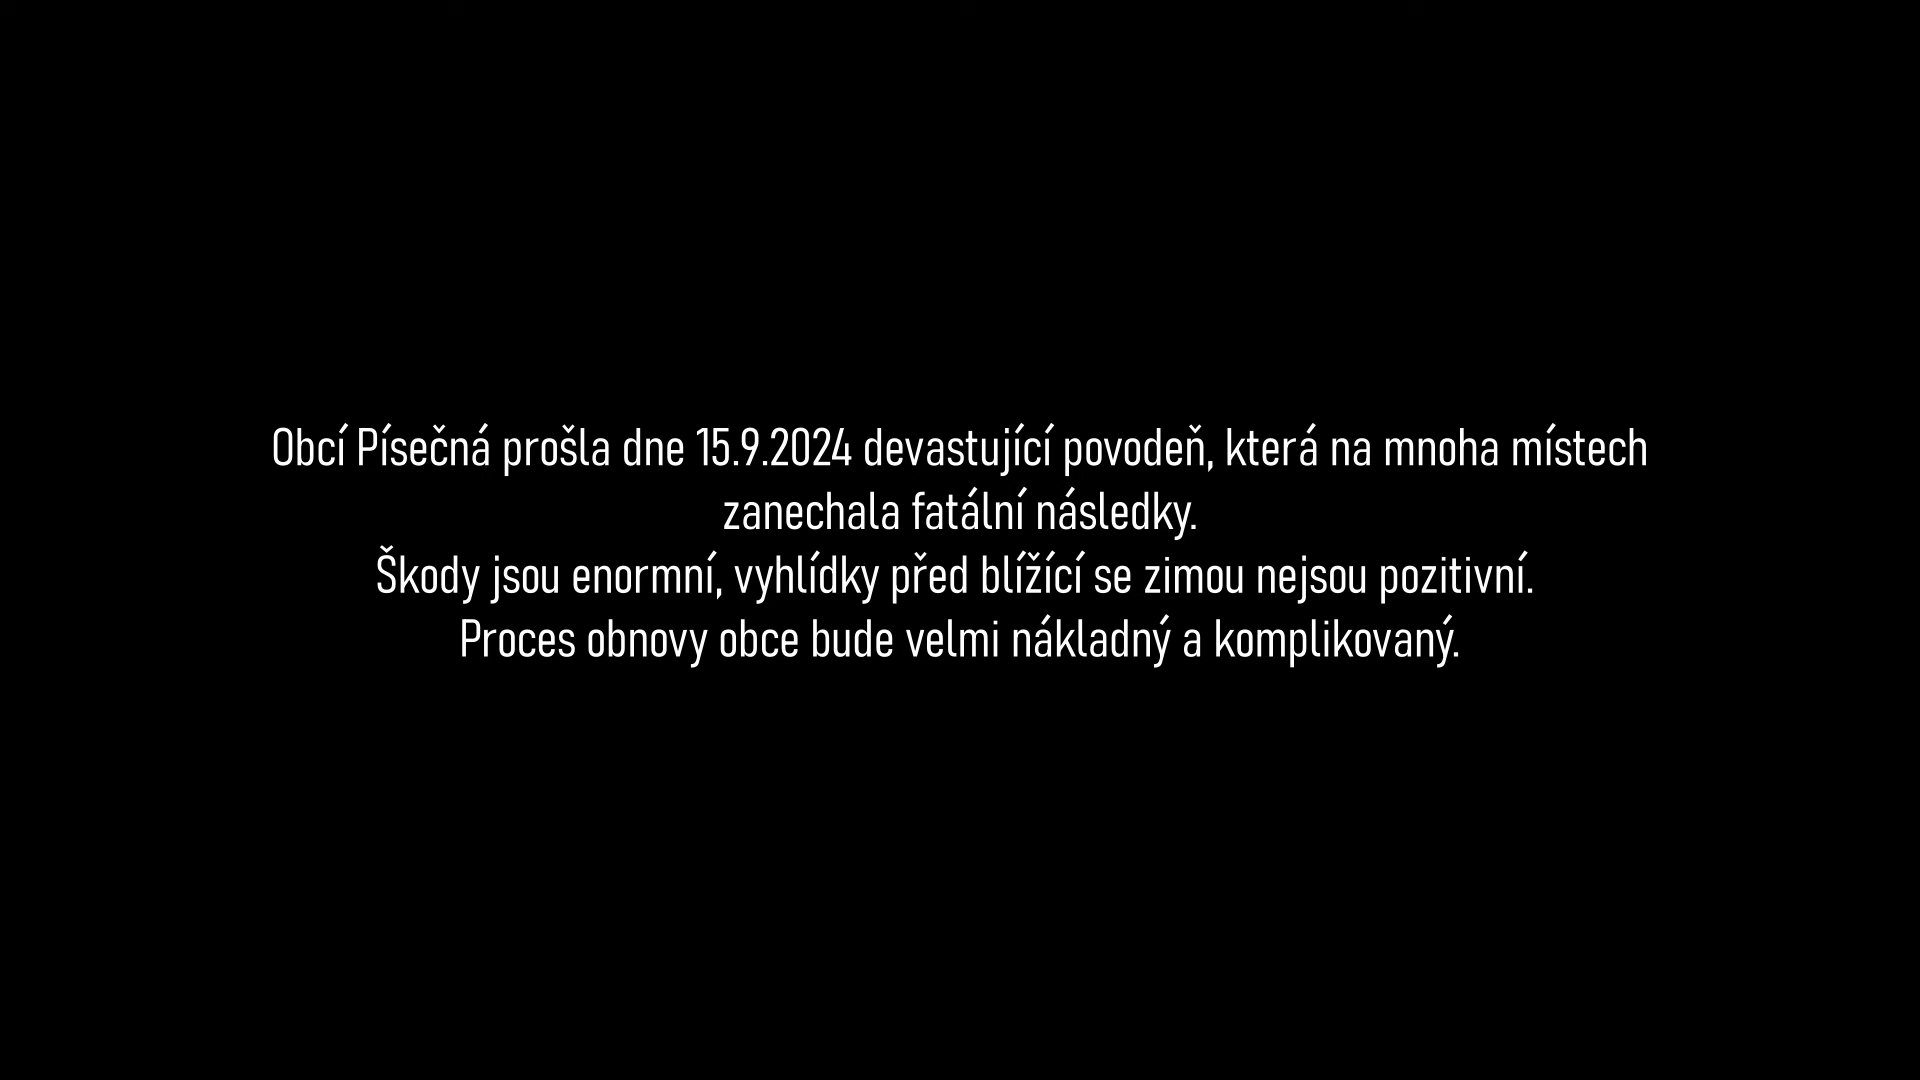 Obcí Písečná prošla dne 15.9.2024 devastující povodeň, která na mnoha místech
zanechala fatální následky.
Škody jsou enormní, vyhlídky před blížící se zimou nejsou pozitivní.
Proces obnovy obce bude velmi nákladný a komplikovaný.